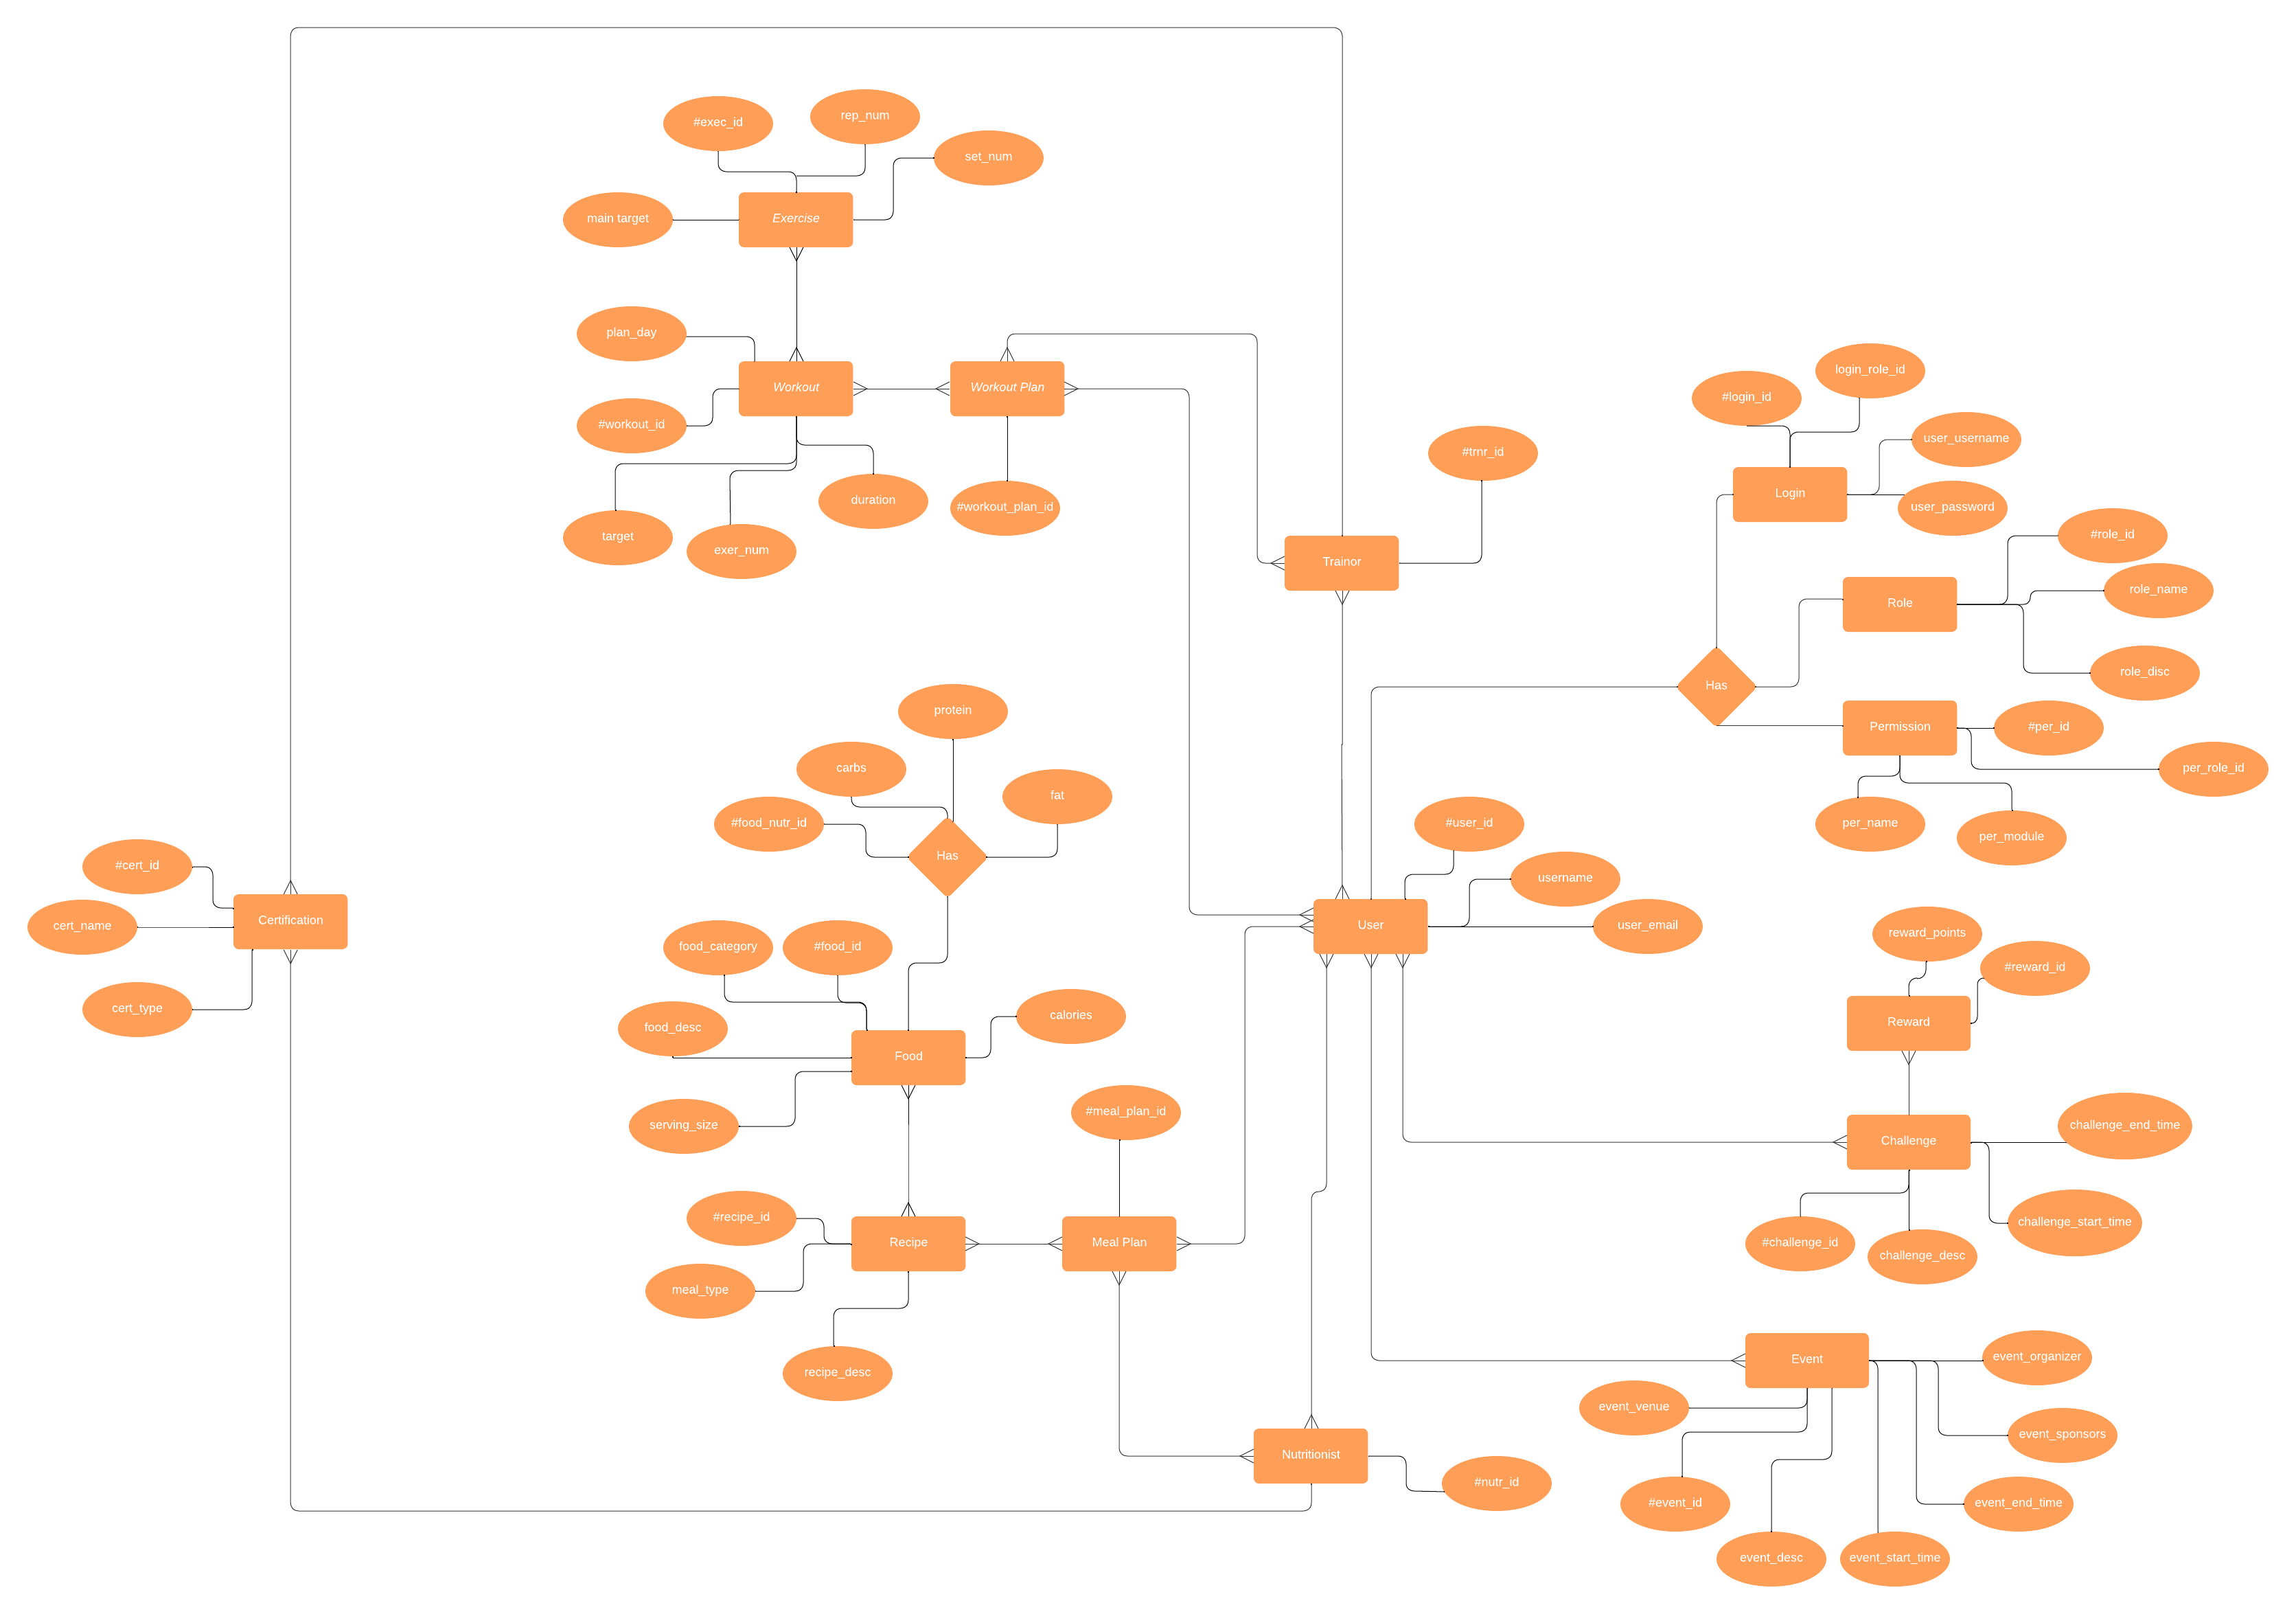 #exec_id
rep_num
set_num
main target
Exercise
plan_day
Workout
Workout Plan
#workout_id
duration
#workout_plan_id
target
exer_num
#trnr_id
Trainor
#login_id
login_role_id
user_username
Login
user_password
#role_id
role_name
Role
role_disc
Has
Permission
#per_id
per_role_id
per_name
per_module
protein
carbs
fat
#food_nutr_id
Has
#user_id
username
user_email
User
#cert_id
cert_name
Certification
cert_type
food_category
#food_id
food_desc
calories
Food
serving_size
#meal_plan_id
#recipe_id
Recipe
Meal Plan
meal_type
recipe_desc
reward_points
#reward_id
Reward
challenge_end_time
Challenge
challenge_start_time
#challenge_id
challenge_desc
Event
event_organizer
event_venue
event_sponsors
Nutritionist
#nutr_id
#event_id
event_end_time
event_desc
event_start_time